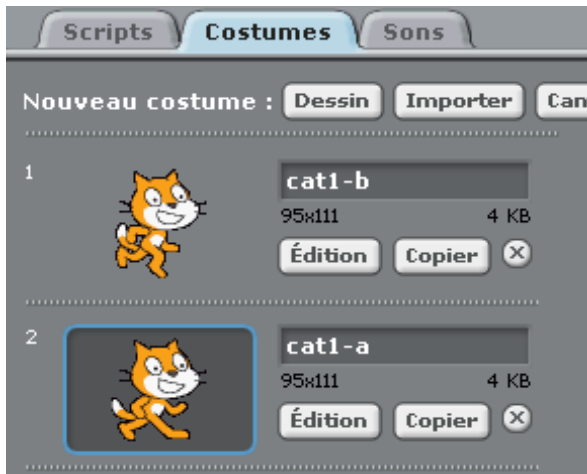 Scripts Costumes Sons
Nouveau costume : Dessin Importer Can
1
cat1-b
95x111 4 KB
Édition Copier x
2
cat1-a
95x111 4 KB
Édition Copier x